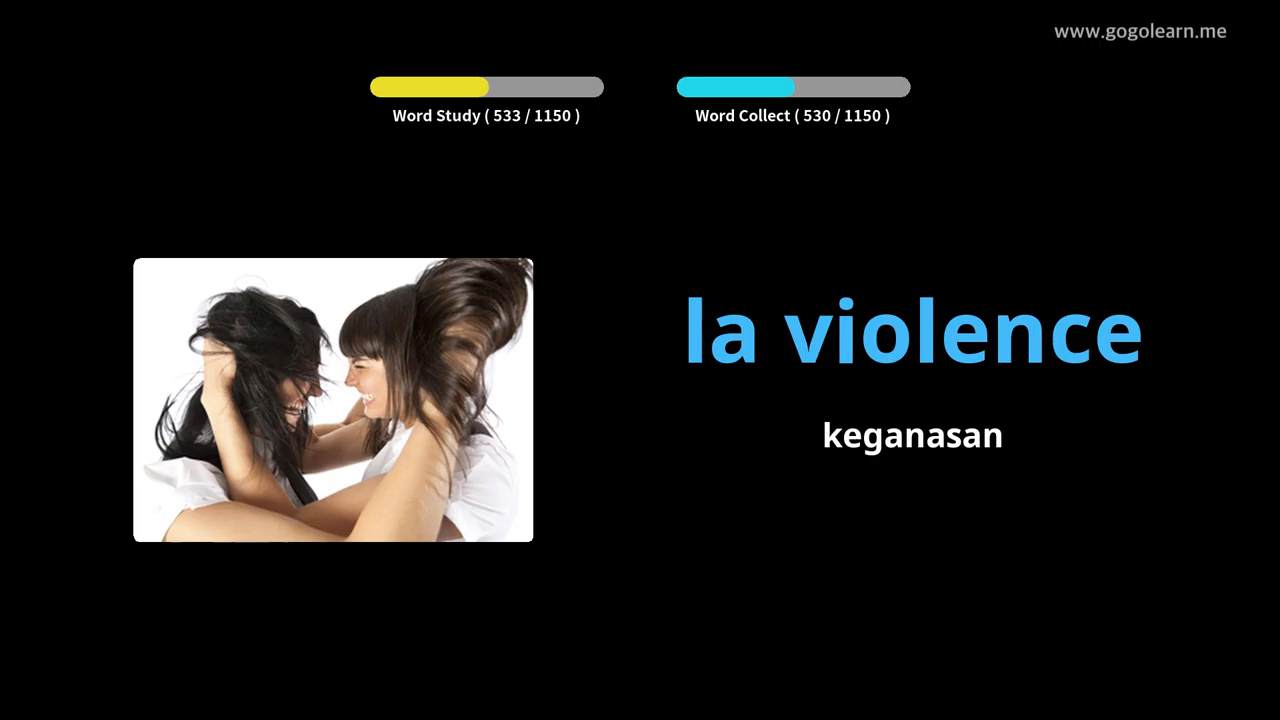 www.gogolearn.me
Word Study ( 533 / 1150 )
Word Collect ( 530 / 1150 )
la violence
keganasan